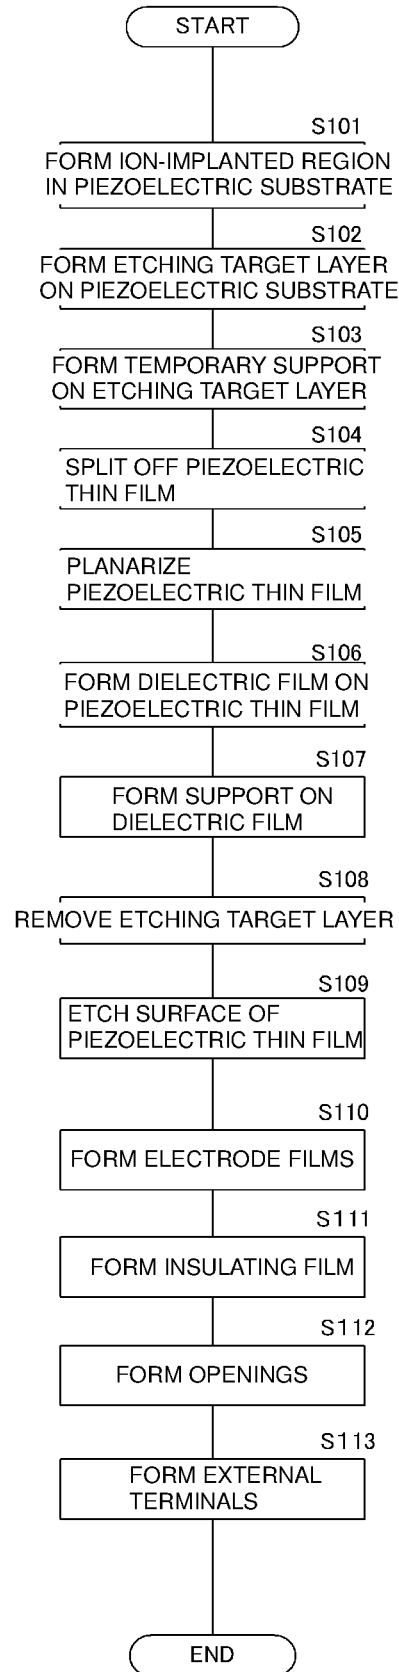 START
S101
FORM ION-IMPLANTED REGION
IN PIEZOELECTRIC SUBSTRATE
S102
FORM ETCHING TARGET LAYER
ON PIEZOELECTRIC SUBSTRATE
S103
FORM TEMPORARY SUPPORT
ON ETCHING TARGET LAYER
S104
SPLIT OFF PIEZOELECTRIC
THIN FILM
S105
PLANARIZE
PIEZOELECTRIC THIN FILM
S106
FORM DIELECTRIC FILM ON
PIEZOELECTRIC THIN FILM
S107
FORM SUPPORT ON
DIELECTRIC FILM
S108
REMOVE ETCHING TARGET LAYER
S109
ETCH SURFACE OF
PIEZOELECTRIC THIN FILM
S110
FORM ELECTRODE FILMS
S111
FORM INSULATING FILM
S112
FORM OPENINGS
S113
FORM EXTERNAL
TERMINALS
END